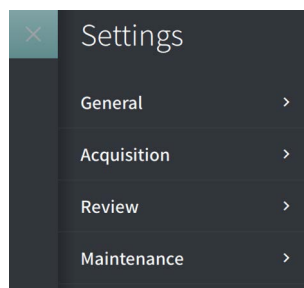 Settings
General
Acquisition
Review
Maintenance